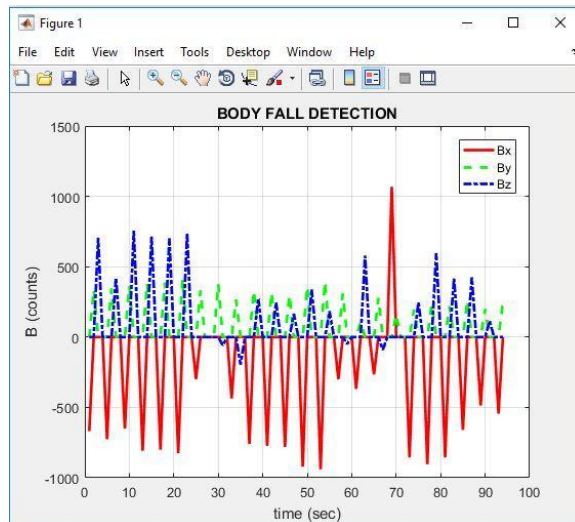 Figure 1
File Edit View Insert Tools Desktop Window Help
BODY FALL DETECTION
1500
1000
500
0
-500
-1000
B (counts)
Bx
By
Bz
0 10 20 30 40 50 60 70 80 90 100
time (sec)